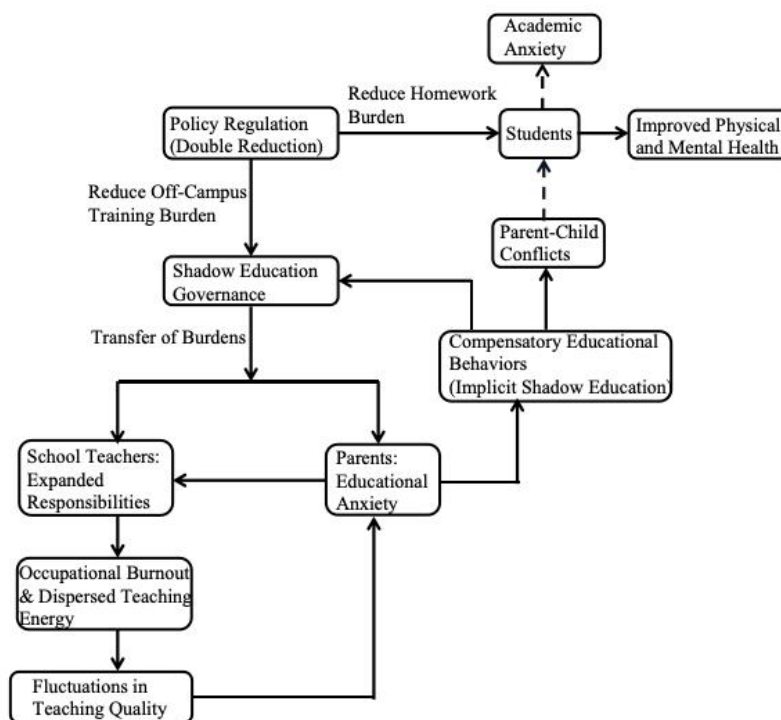 Academic
Anxiety
Reduce Homework
Burden
Policy Regulation
(Double Reduction)
Students
Improved Physical
and Mental Health
Reduce Off-Campus
Training Burden
Parent-Child
Conflicts
Shadow Education
Governance
Transfer of Burdens
Compensatory Educational
Behaviors
(Implicit Shadow Education)
School Teachers:
Expanded
Responsibilities
Parents:
Educational
Anxiety
Occupational Burnout
& Dispersed Teaching
Energy
Fluctuations in
Teaching Quality